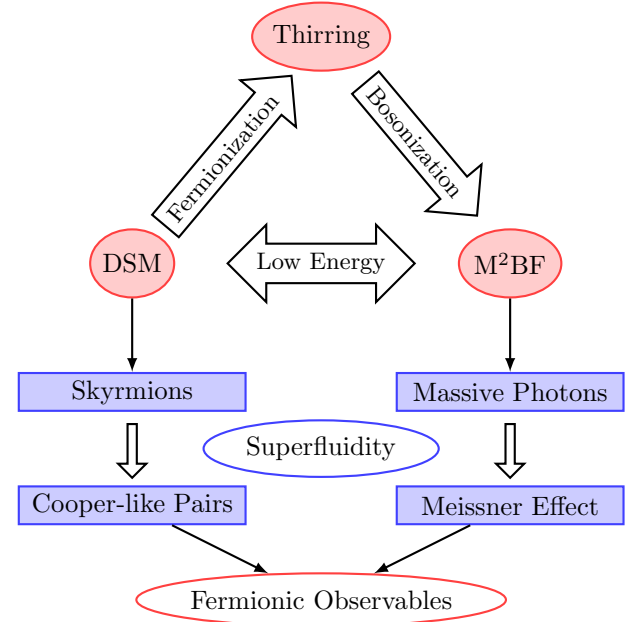 Thirring
Fermionization
Bosonization
DSM
Low Energy
M²BF
Skyrmions
Massive Photons
Superfluidity
Cooper-like Pairs
Meissner Effect
Fermionic Observables